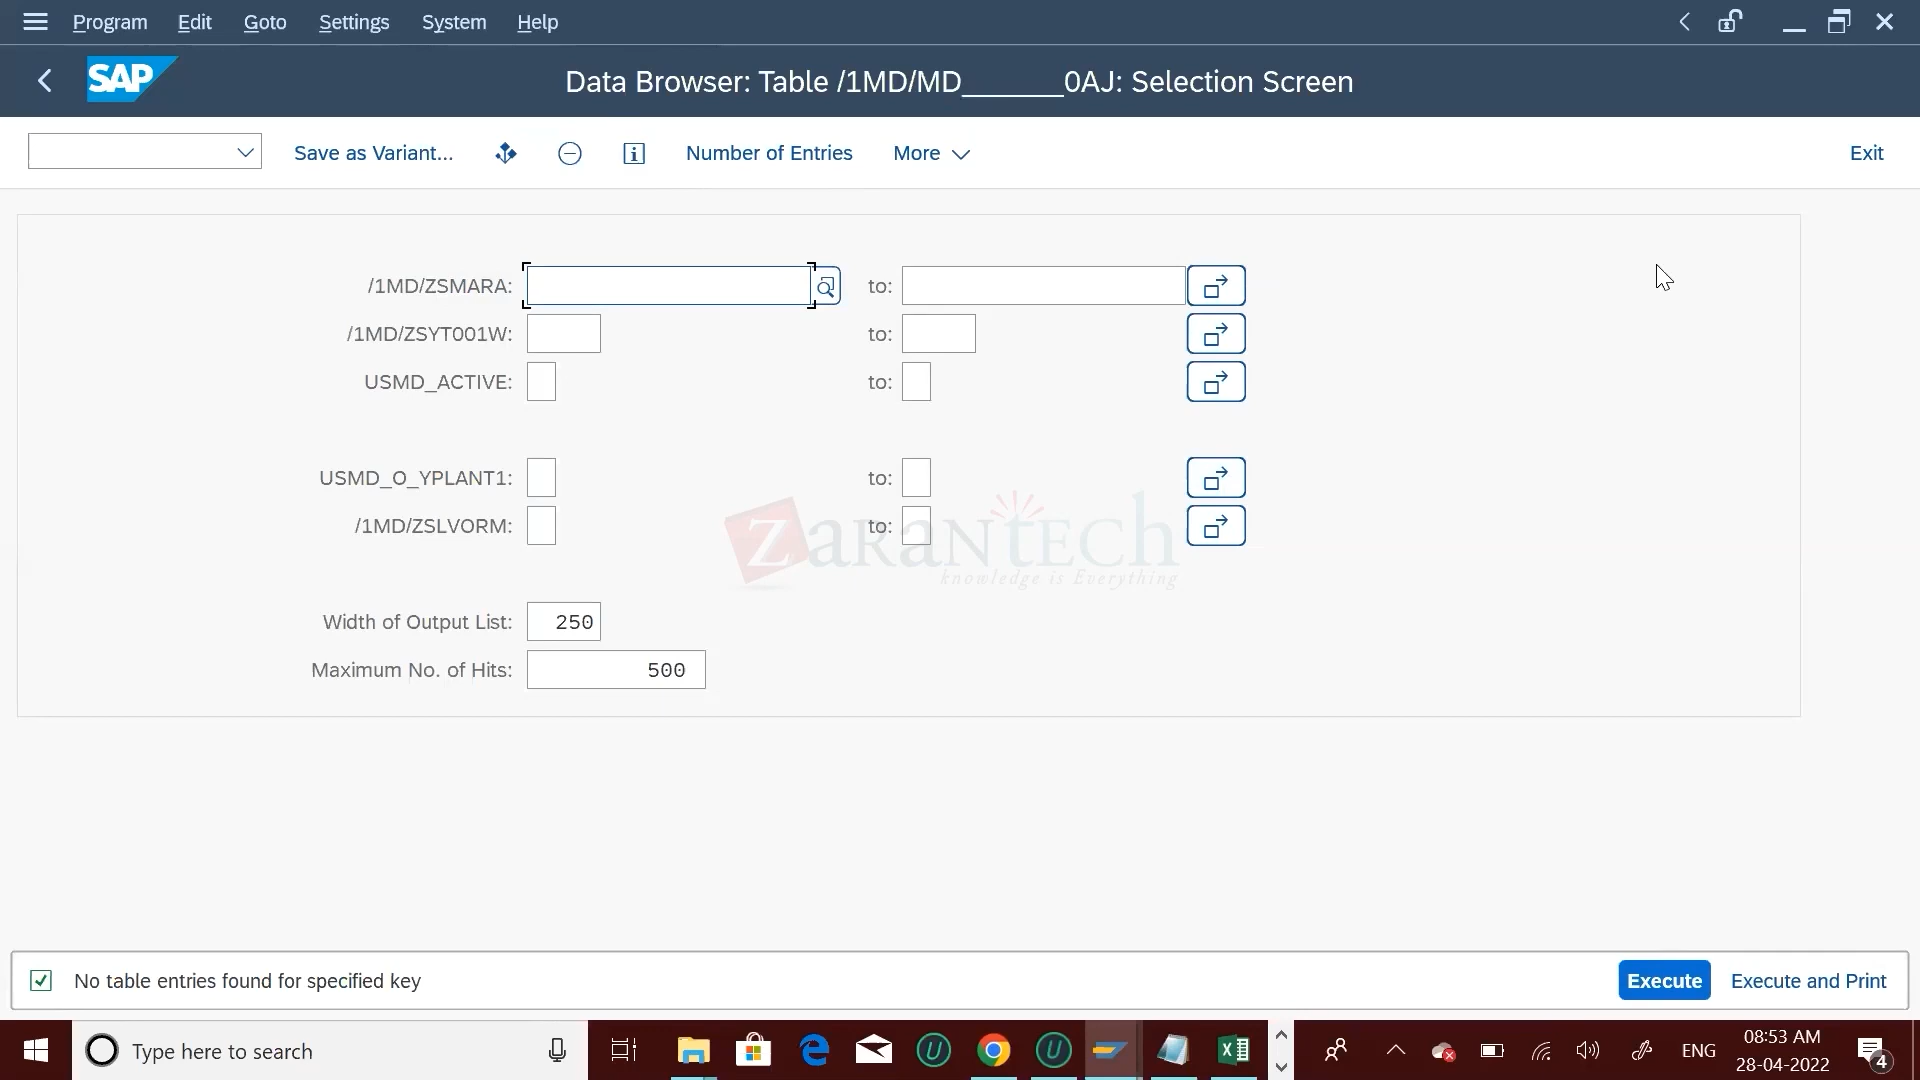 Program Edit Goto Settings System Help
SAP Data Browser: Table /1MD/MD_______0AJ: Selection Screen
Save as Variant... Number of Entries More Exit
/1MD/ZSMARA: to:
/1MD/ZSYT001W: to:
USMD_ACTIVE: to:
USMD_O_YPLANT1: to:
/1MD/ZSLVORM: to:
ZaRaNtech
knowledge is Everything
Width of Output List: 250
Maximum No. of Hits: 500
No table entries found for specified key Execute Execute and Print
Type here to search ENG 08:53 AM
28-04-2022 4